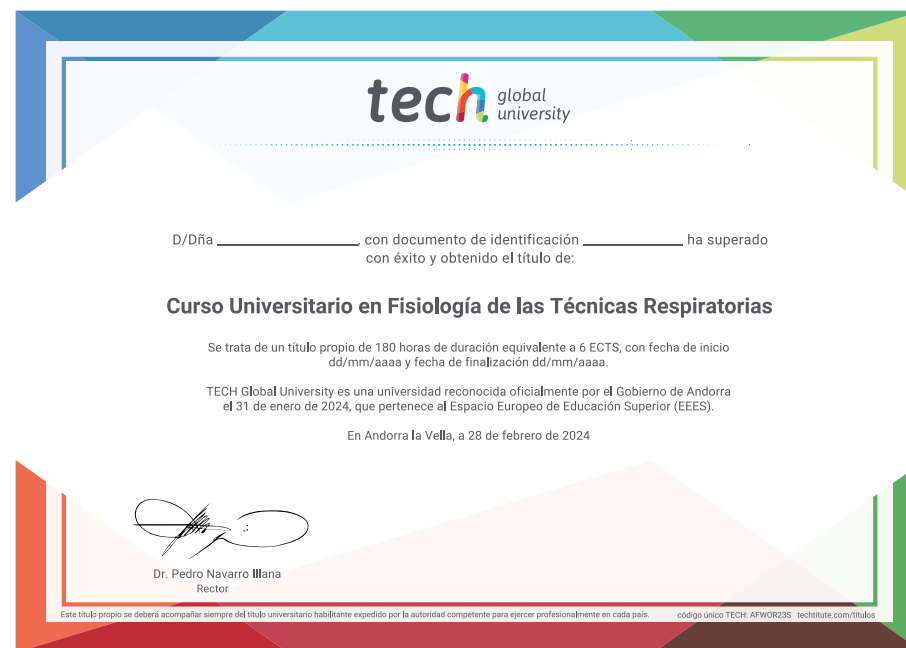 tech global university
D/Dña ____________________, con documento de identificación ______________ ha superado
con éxito y obtenido el título de:
Curso Universitario en Fisiología de las Técnicas Respiratorias
Se trata de un título propio de 180 horas de duración equivalente a 6 ECTS, con fecha de inicio
dd/mm/aaaa y fecha de finalización dd/mm/aaaa.
TECH Global University es una universidad reconocida oficialmente por el Gobierno de Andorra
el 31 de enero de 2024, que pertenece al Espacio Europeo de Educación Superior (EEES).
En Andorra la Vella, a 28 de febrero de 2024
Dr. Pedro Navarro Illana
Rector
Este título propio se deberá acompañar siempre del título universitario habilitante expedido por la autoridad competente para ejercer profesionalmente en cada país. código único TECH: AFWOR23S techtitute.com/titulos